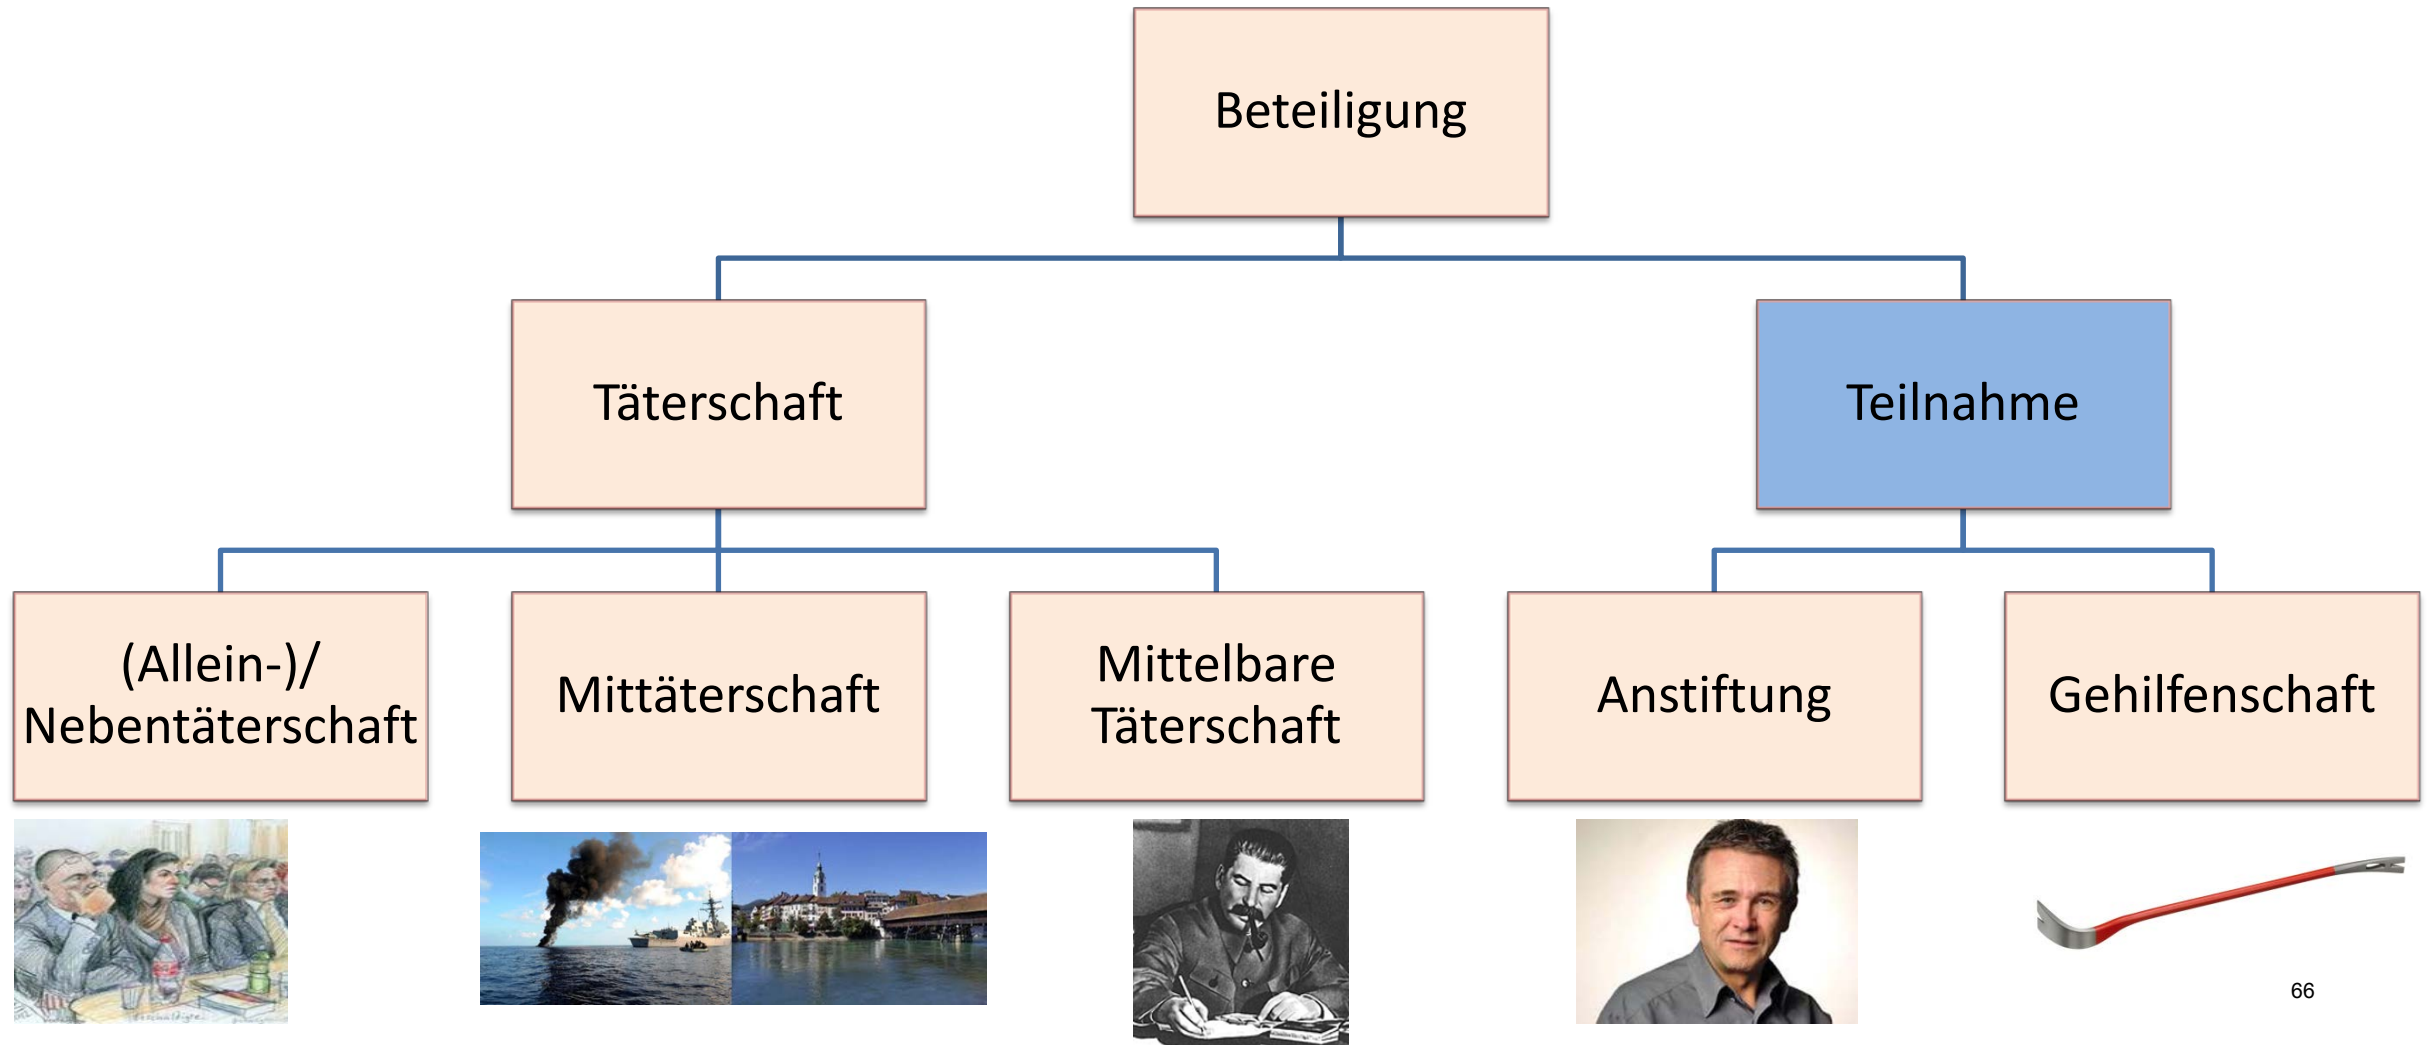 Beteiligung
Täterschaft
Teilnahme
(Allein-)/
Nebentäterschaft
Mittäterschaft
Mittelbare
Täterschaft
Anstiftung
Gehilfenschaft
66